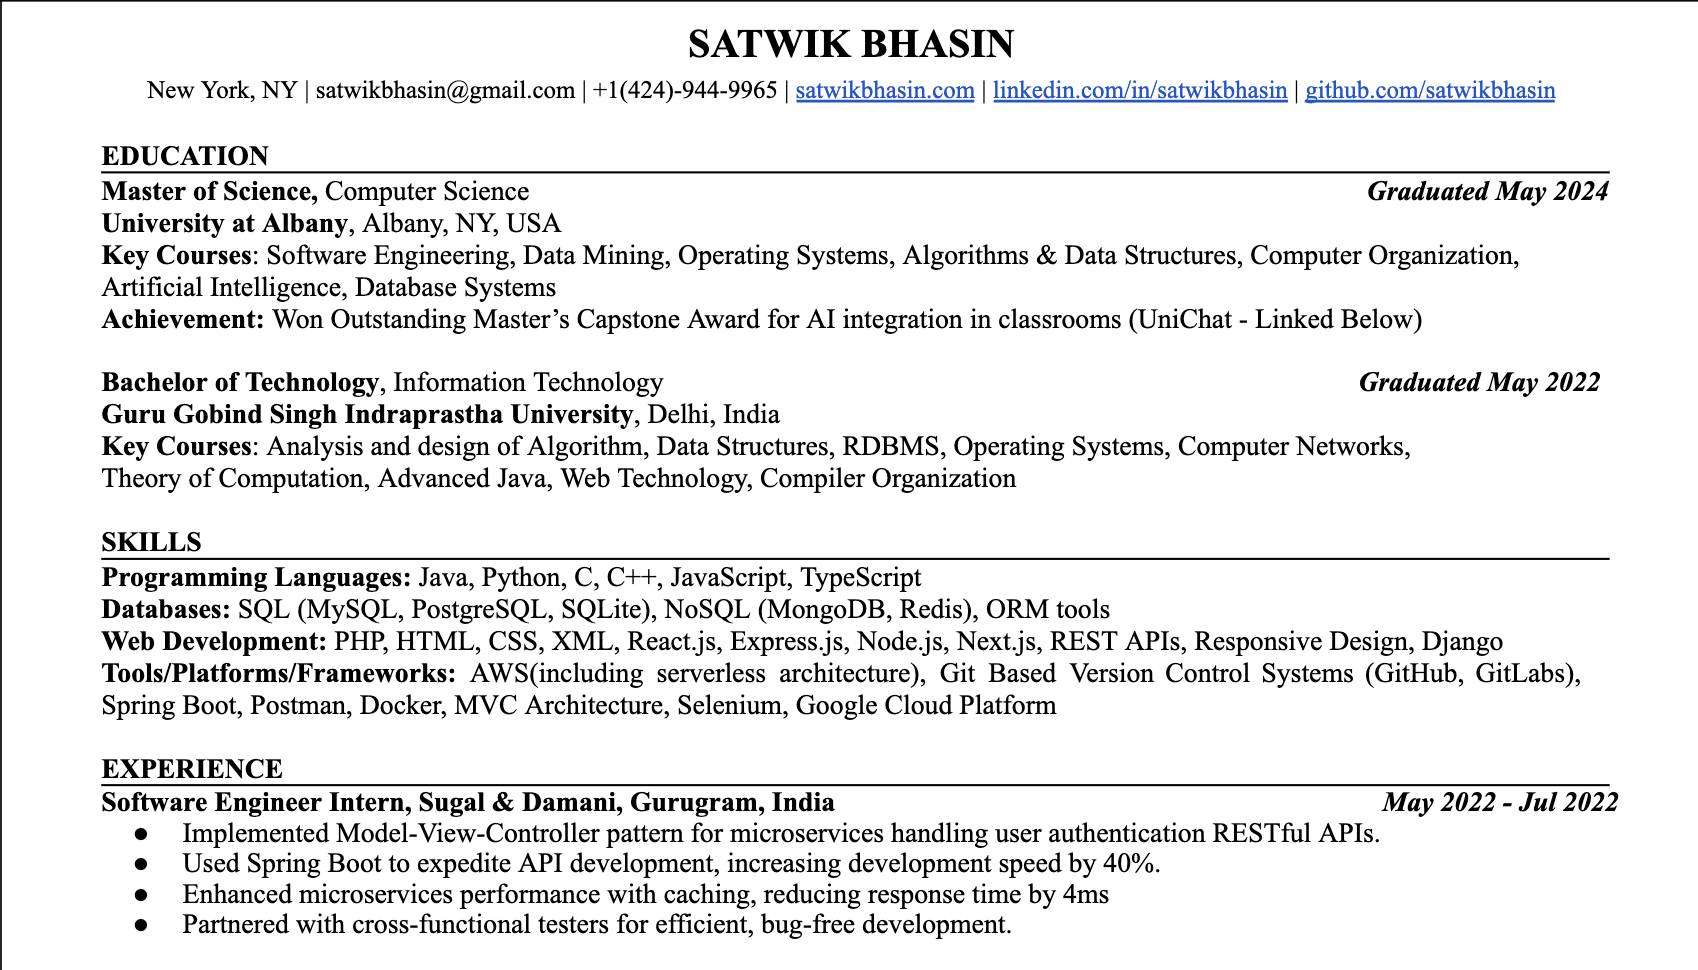 SATWIK BHASIN
New York, NY | satwikbhasin@gmail.com | +1(424)-944-9965 | satwikbhasin.com | linkedin.com/in/satwikbhasin | github.com/satwikbhasin
EDUCATION
Master of Science, Computer Science Graduated May 2024
University at Albany, Albany, NY, USA
Key Courses: Software Engineering, Data Mining, Operating Systems, Algorithms & Data Structures, Computer Organization,
Artificial Intelligence, Database Systems
Achievement: Won Outstanding Master’s Capstone Award for AI integration in classrooms (UniChat - Linked Below)
Bachelor of Technology, Information Technology Graduated May 2022
Guru Gobind Singh Indraprastha University, Delhi, India
Key Courses: Analysis and design of Algorithm, Data Structures, RDBMS, Operating Systems, Computer Networks,
Theory of Computation, Advanced Java, Web Technology, Compiler Organization
SKILLS
Programming Languages: Java, Python, C, C++, JavaScript, TypeScript
Databases: SQL (MySQL, PostgreSQL, SQLite), NoSQL (MongoDB, Redis), ORM tools
Web Development: PHP, HTML, CSS, XML, React.js, Express.js, Node.js, Next.js, REST APIs, Responsive Design, Django
Tools/Platforms/Frameworks: AWS(including serverless architecture), Git Based Version Control Systems (GitHub, GitLabs),
Spring Boot, Postman, Docker, MVC Architecture, Selenium, Google Cloud Platform
EXPERIENCE
Software Engineer Intern, Sugal & Damani, Gurugram, India May 2022 - Jul 2022
● Implemented Model-View-Controller pattern for microservices handling user authentication RESTful APIs.
● Used Spring Boot to expedite API development, increasing development speed by 40%.
● Enhanced microservices performance with caching, reducing response time by 4ms
● Partnered with cross-functional testers for efficient, bug-free development.